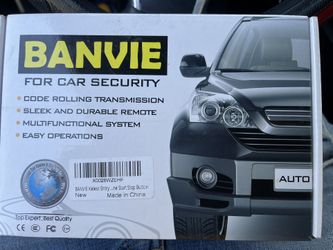 BANVIE
FOR CAR SECURITY
• CODE ROLLING TRANSMISSION
• SLEEK AND DURABLE REMOTE
• MULTIFUNCTIONAL SYSTEM
• EASY OPERATIONS
AUTO
New
Made in China
Top Expert, Best Quality